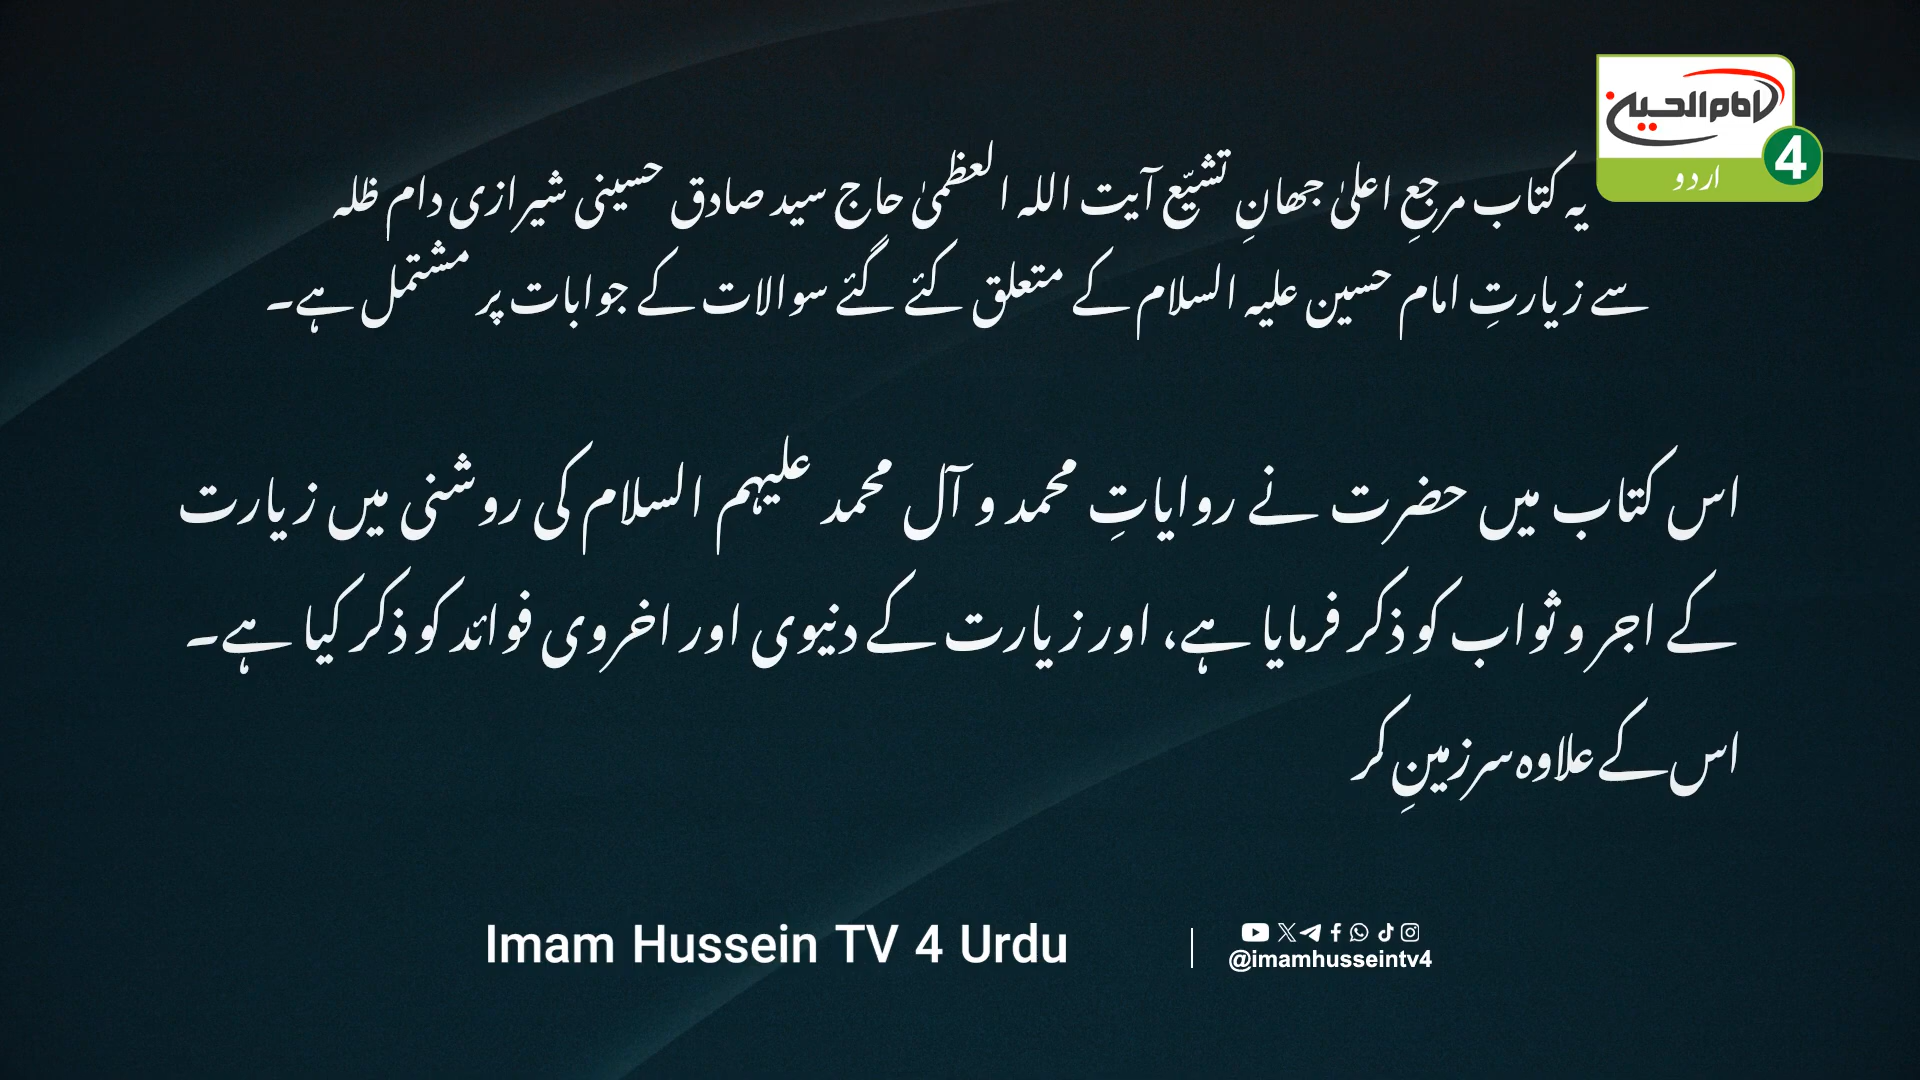 امام الحسین
4
اردو
یہ کتاب مرجعِ اعلیٰ جھانِ تشیّع آیت اللہ العظمیٰ حاج سید صادق حسینی شیرازی دام ظلہ
سے زیارتِ امام حسین علیہ السلام کے متعلق کئے گئے سوالات کے جوابات پر مشتمل ہے۔
اس کتاب میں حضرت نے روایاتِ محمد و آل محمد علیہم السلام کی روشنی میں زیارت
کے اجر و ثواب کو ذکر فرمایا ہے، اور زیارت کے دنیوی اور اخروی فوائد کو ذکر کیا ہے۔
اس کے علاوہ سرزمینِ کر
Imam Hussein TV 4 Urdu
@imamhusseintv4